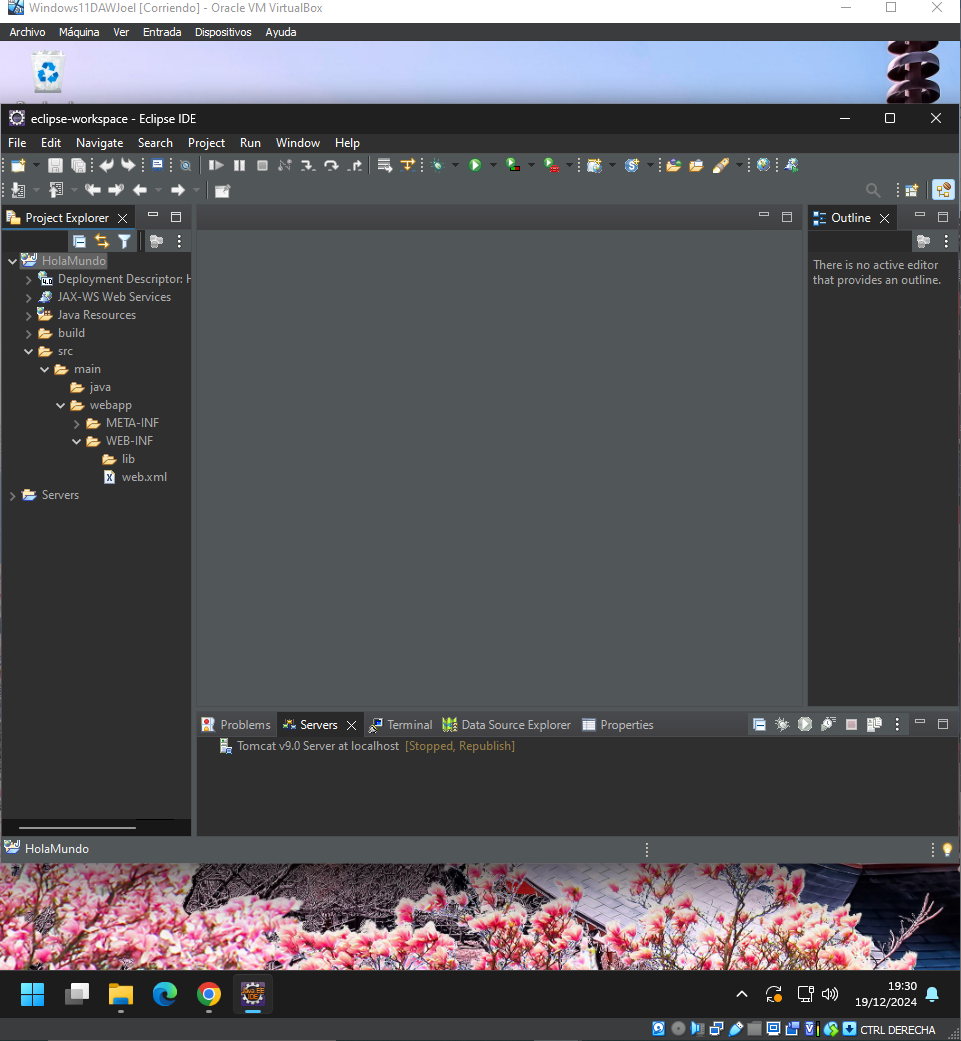 Windows11DAWJoel [Corriendo] - Oracle VM VirtualBox
Archivo Máquina Ver Entrada Dispositivos Ayuda
eclipse-workspace - Eclipse IDE
File Edit Navigate Search Project Run Window Help
Project Explorer
HolaMundo
Deployment Descriptor: H
JAX-WS Web Services
Java Resources
build
src
main
java
webapp
META-INF
WEB-INF
lib
web.xml
Servers
Outline
There is no active editor
that provides an outline.
Problems Servers Terminal Data Source Explorer Properties
Tomcat v9.0 Server at localhost [Stopped, Republish]
HolaMundo
19:30
19/12/2024
CTRL DERECHA